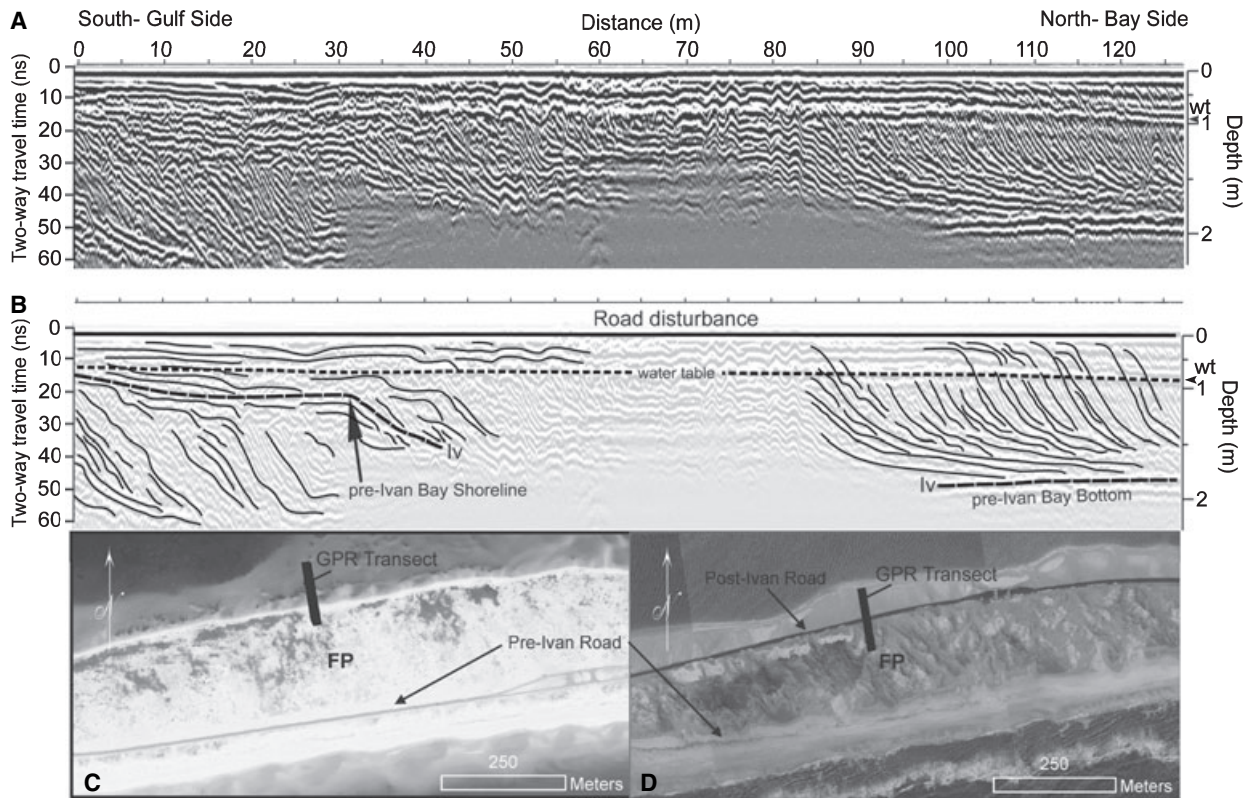 A
South- Gulf Side
Distance (m)
North- Bay Side
0 10 20 30 40 50 60 70 80 90 100 110 120
Two-way travel time (ns)
0
10
20
30
40
50
60
0
wt
1
2
Depth (m)
B
Road disturbance
Two-way travel time (ns)
0
10
20
30
40
50
60
water table
Iv
pre-Ivan Bay Shoreline
Iv
pre-Ivan Bay Bottom
0
wt
1
2
Depth (m)
GPR Transect
N
FP
Pre-Ivan Road
C
250
Meters
Post-Ivan Road
GPR Transect
N
FP
D
250
Meters